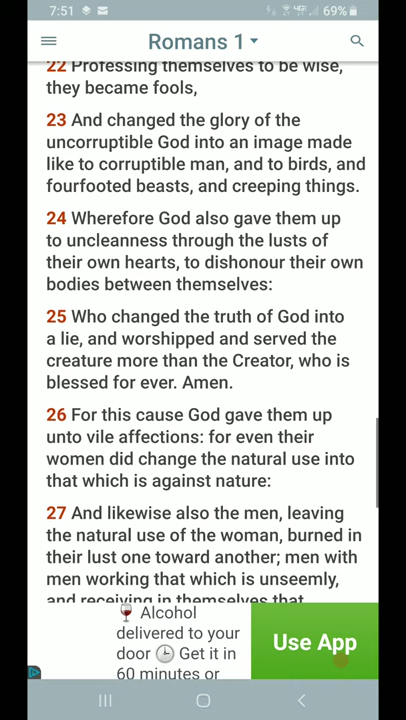 7:51 69%
Romans 1
22 Professing themselves to be wise,
they became fools,
23 And changed the glory of the
uncorruptible God into an image made
like to corruptible man, and to birds, and
fourfooted beasts, and creeping things.
24 Wherefore God also gave them up
to uncleanness through the lusts of
their own hearts, to dishonour their own
bodies between themselves:
25 Who changed the truth of God into
a lie, and worshipped and served the
creature more than the Creator, who is
blessed for ever. Amen.
26 For this cause God gave them up
unto vile affections: for even their
women did change the natural use into
that which is against nature:
27 And likewise also the men, leaving
the natural use of the woman, burned in
their lust one toward another; men with
men working that which is unseemly,
and receiving in themselves that
🍷 Alcohol
delivered to your
door 🕒 Get it in
60 minutes or
Use App